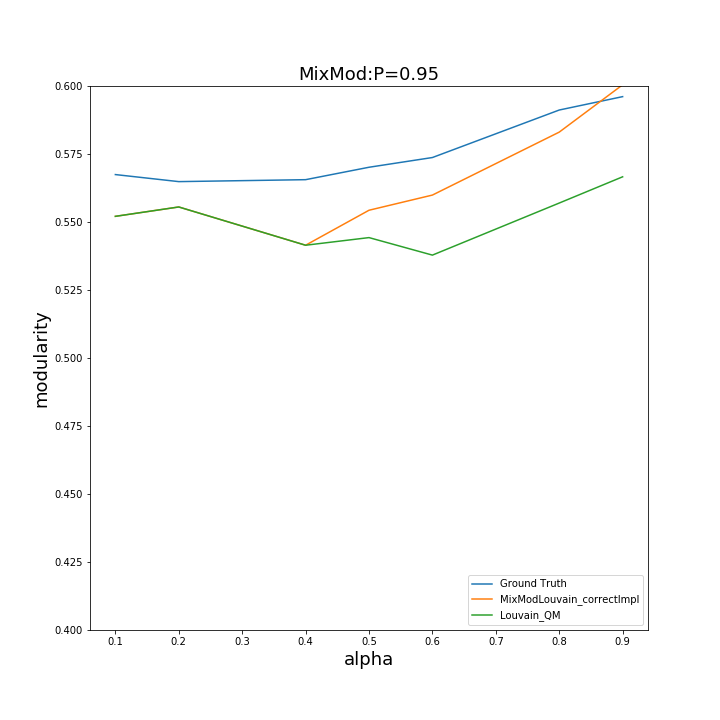 MixMod:P=0.95
0.600
0.575
0.550
0.525
0.500
0.475
0.450
0.425
0.400
modularity
0.1 0.2 0.3 0.4 0.5 0.6 0.7 0.8 0.9
alpha
Ground Truth
MixModLouvain_correctImpl
Louvain_QM